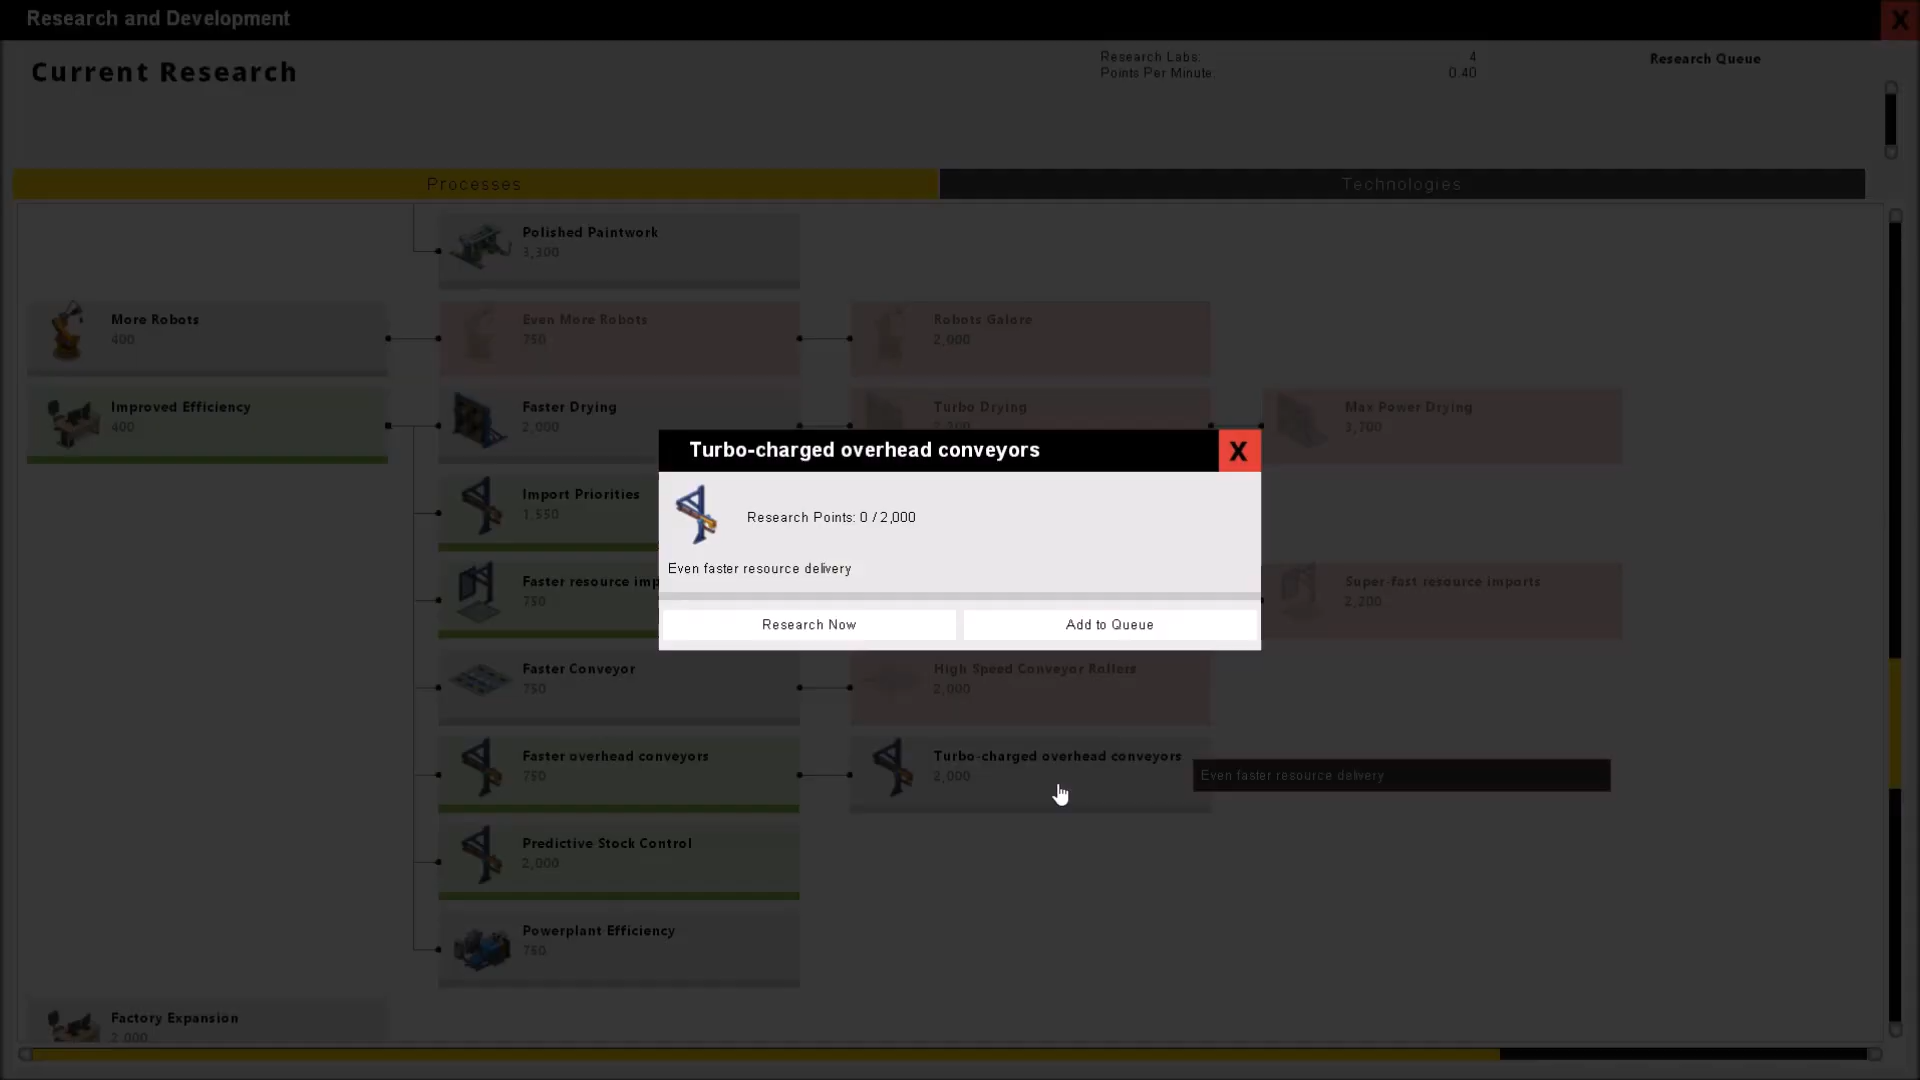 Research and Development
X
Current Research
Research Labs: 4
Points Per Minute: 0.40
Research Queue
Processes
Technologies
Polished Paintwork
3,300
More Robots
400
Even More Robots
750
Robots Galore
2,000
Improved Efficiency
400
Faster Drying
2,000
Turbo Drying
Max Power Drying
3,700
Turbo-charged overhead conveyors
X
Research Points: 0 / 2,000
Even faster resource delivery
Research Now
Add to Queue
Import Priorities
1,550
Faster resource imp
750
Super-fast resource imports
2,200
Faster Conveyor
750
High Speed Conveyor Rollers
2,000
Faster overhead conveyors
750
Turbo-charged overhead conveyors
2,000
Even faster resource delivery
Predictive Stock Control
2,000
Powerplant Efficiency
750
Factory Expansion
2,000